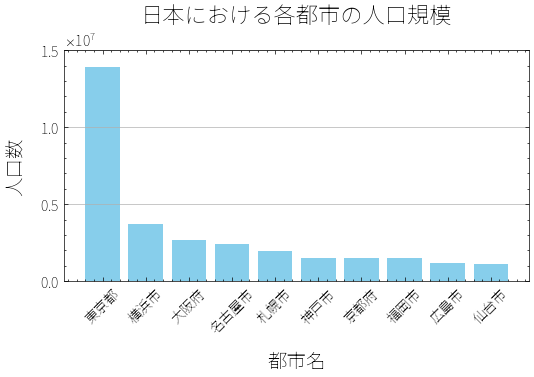 日本における各都市の人口規模
×10⁷
1.5
1.0
0.5
0.0
人口数
東京都
横浜市
大阪府
名古屋市
札幌市
神戸市
京都府
福岡市
広島市
仙台市
都市名